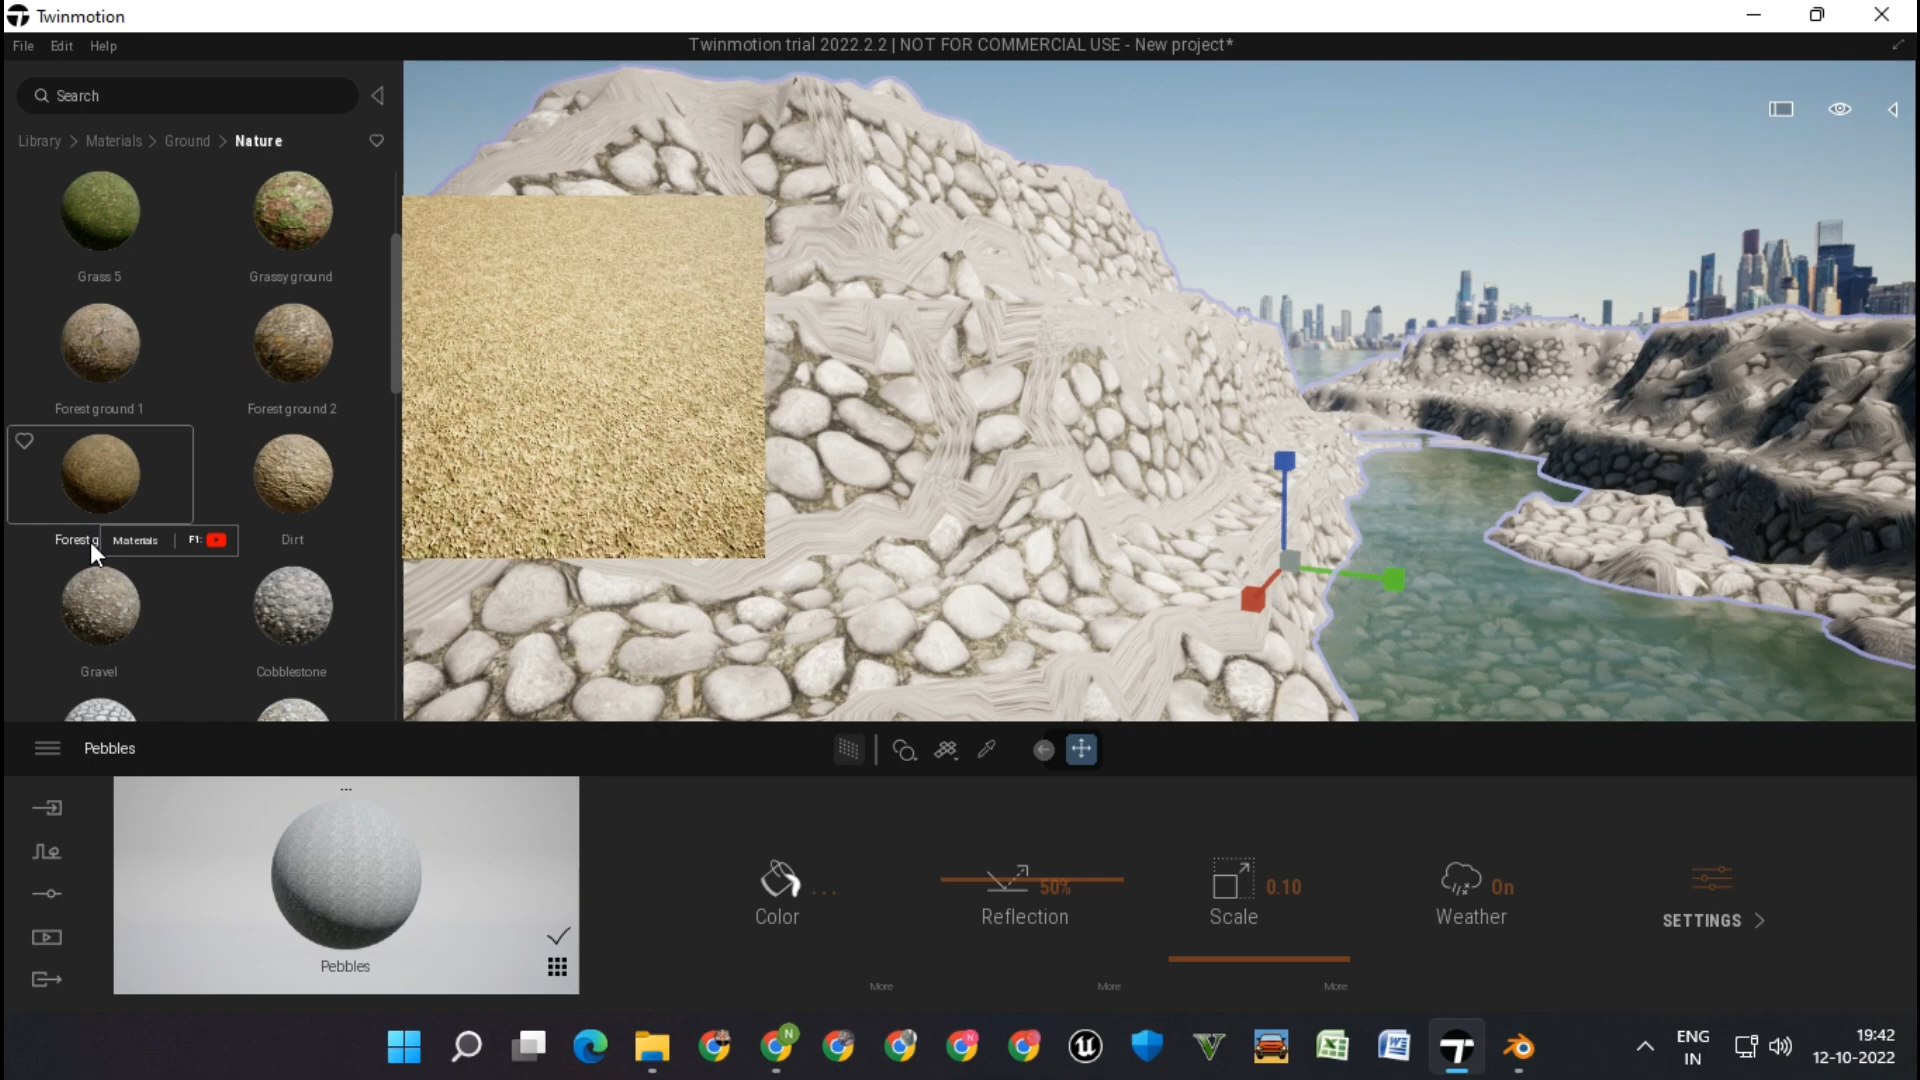 Twinmotion
File Edit Help
Twinmotion trial 2022.2.2 | NOT FOR COMMERCIAL USE - New project*
Search
Library > Materials > Ground > Nature
Grass 5
Grassy ground
Forest ground 1
Forest ground 2
Forest g
Materials
F1:
Dirt
Gravel
Cobblestone
Pebbles
...
Pebbles
Color
...
Reflection
50%
Scale
0.10
Weather
On
SETTINGS >
More
More
More
ENG
IN
19:42
12-10-2022